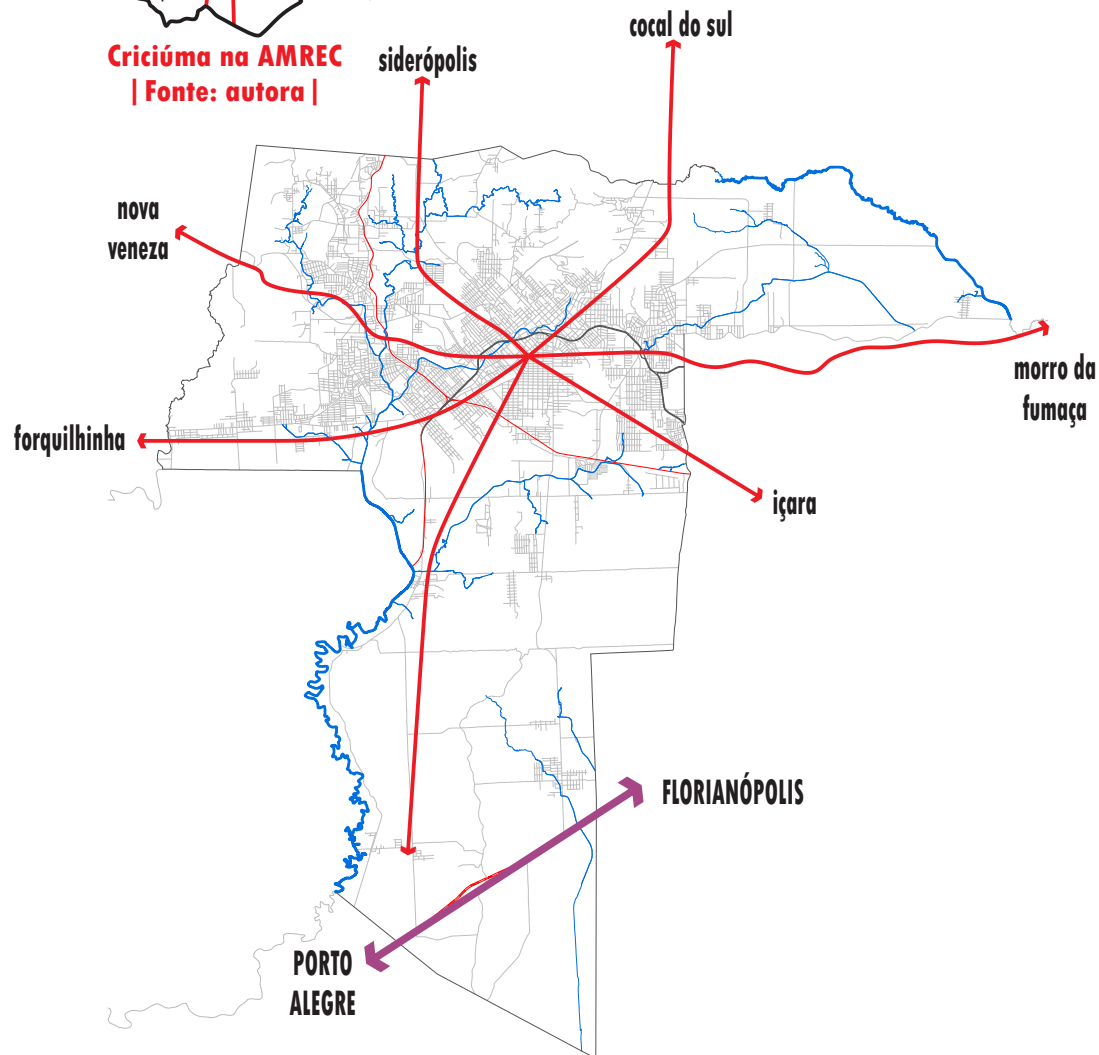 cocal do sul
Criciúma na AMREC
| Fonte: autora |
siderópolis
nova
veneza
morro da
fumaça
forquilhinha
içara
FLORIANÓPOLIS
PORTO
ALEGRE